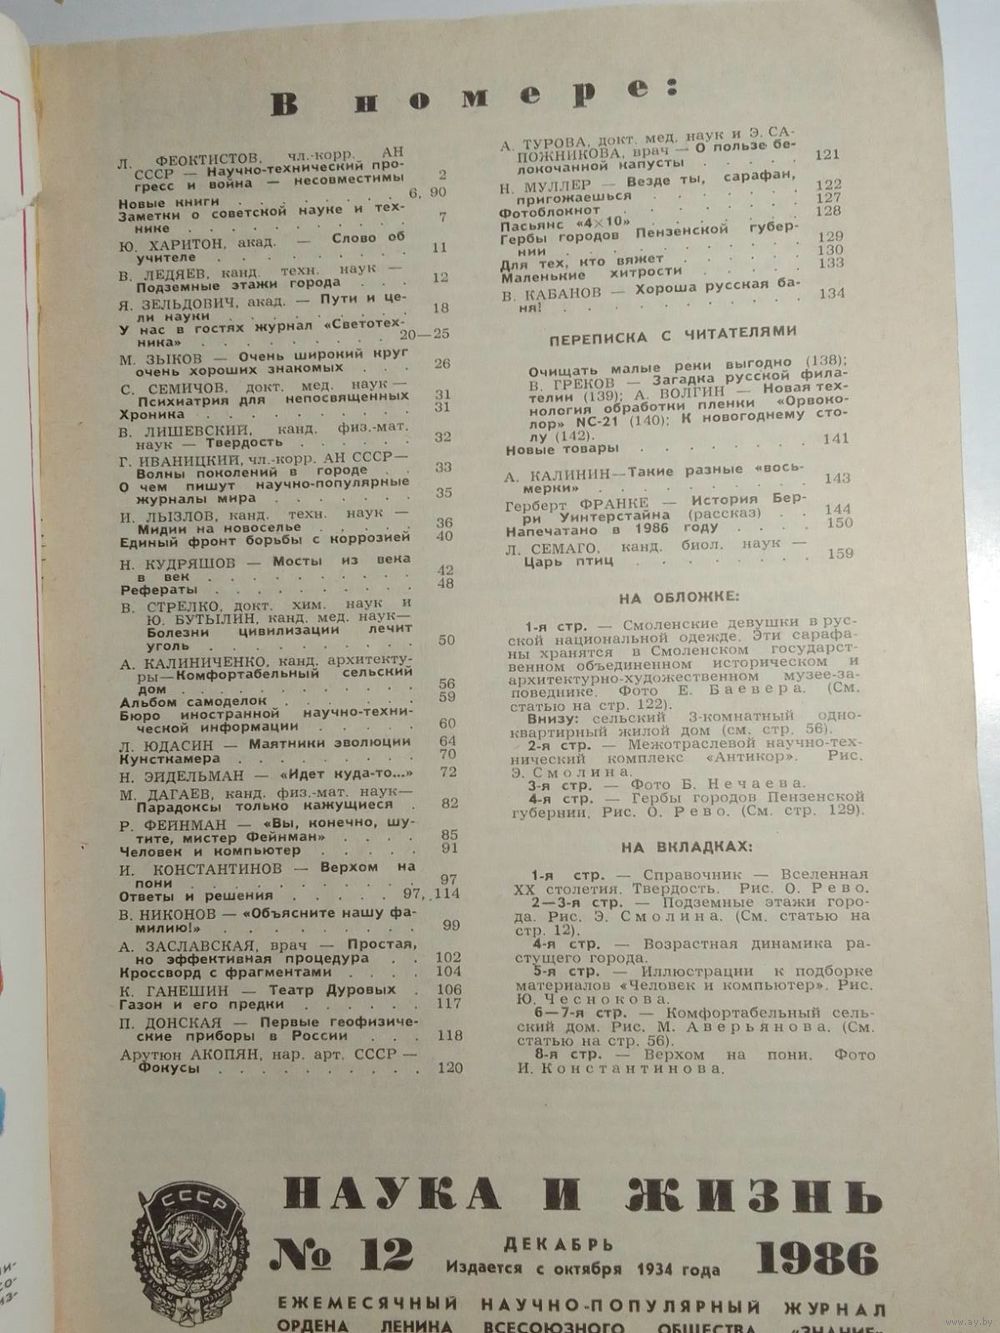 В номере:
Л. ФЕОКТИСТОВ, чл.-корр. АН
СССР — Научно-технический про-
гресс и война — несовместимы 2
Новые книги . . . . . . . . 6, 90
Заметки о советской науке и тех-
нике . . . . . . . . . 7
Ю. ХАРИТОН, акад. — Слово об
учителе . . . . . . . . 11
В. ЛЕДЯЕВ, канд. техн. наук —
Подземные этажи города . . . 12
Я. ЗЕЛЬДОВИЧ, акад. — Пути и це-
ли науки . . . . . . . . 18
У нас в гостях журнал «Светотех-
ника» . . . . . . . . . 20—25
М. ЗЫКОВ — Очень широкий круг
очень хороших знакомых . . . 26
С. СЕМИЧОВ, докт. мед. наук —
Психиатрия для непосвященных 31
Хроника . . . . . . . . . 31
В. ЛИШЕВСКИЙ, канд. физ.-мат.
наук — Твердость . . . . . . 32
Г. ИВАНИЦКИЙ, чл.-корр. АН СССР—
Волны поколений в городе . . 33
О чем пишут научно-популярные
журналы мира . . . . . . . 35
И. ЛЫЗЛОВ, канд. техн. наук —
Мидии на новоселье . . . . . 36
Единый фронт борьбы с коррозией 40
Н. КУДРЯШОВ — Мосты из века
в век . . . . . . . . . 42
Рефераты . . . . . . . . . 48
В. СТРЕЛКО, докт. хим. наук и
Ю. БУТЫЛИН, канд. мед. наук—
Болезни цивилизации лечит
уголь . . . . . . . . . 50
А. КАЛИНИЧЕНКО, канд. архитекту-
ры—Комфортабельный сельский
дом . . . . . . . . . . 56
Альбом самоделок . . . . . . 59
Бюро иностранной научно-техни-
ческой информации . . . . . 60
Л. ЮДАСИН — Маятники эволюции 64
Кунсткамера . . . . . . . . 70
Н. ЭЙДЕЛЬМАН — «Идет куда-то...» 72
М. ДАГАЕВ, канд. физ.-мат. наук—
Парадоксы только кажущиеся . 82
Р. ФЕЙНМАН — «Вы, конечно, шу-
тите, мистер Фейнман» . . . . 85
Человек и компьютер . . . . . 91
И. КОНСТАНТИНОВ — Верхом на
пони . . . . . . . . . . 97
Ответы и решения . . . . . 97, 114
В. НИКОНОВ — «Объясните нашу фа-
милию!» . . . . . . . . . 99
А. ЗАСЛАВСКАЯ, врач — Простая,
но эффективная процедура . . 102
Кроссворд с фрагментами . . . . 104
К. ГАНЕШИН — Театр Дуровых . 106
Газон и его предки . . . . . . 117
П. ДОНСКАЯ — Первые геофизиче-
ские приборы в России . . . 118
Арутюн АКОПЯН, нар. арт. СССР —
Фокусы . . . . . . . . . 120
А. ТУРОВА, докт. мед. наук и Э. СА-
ПОЖНИКОВА, врач — О пользе бе-
локочанной капусты . . . . . 121
Н. МУЛЛЕР — Везде ты, сарафан,
пригожаешься . . . . . . . 122
Фотоблокнот . . . . . . . . 127
Пасьянс «4×10» . . . . . . . 128
Гербы городов Пензенской губер-
нии . . . . . . . . . . 129
Для тех, кто вяжет . . . . . . 130
Маленькие хитрости . . . . . 133
В. КАБАНОВ — Хороша русская ба-
ня! . . . . . . . . . . 134
ПЕРЕПИСКА С ЧИТАТЕЛЯМИ
Очищать малые реки выгодно (138);
В. ГРЕКОВ — Загадка русской фила-
телии (139); А. ВОЛГИН — Новая тех-
нология обработки пленки «Орвоко-
лор» NC-21 (140); К новогоднему сто-
лу (142).
Новые товары . . . . . . . 141
А. КАЛИНИН—Такие разные «вось-
мерки» . . . . . . . . . 143
Герберт ФРАНКЕ — История Бер-
ри Уинтерстайна (рассказ) . . 144
Напечатано в 1986 году . . . . 150
Л. СЕМАГО, канд. биол. наук —
Царь птиц . . . . . . . . 159
НА ОБЛОЖКЕ:
1-я стр. — Смоленские девушки в рус-
ской национальной одежде. Эти сарафа-
ны хранятся в Смоленском государст-
венном объединенном историческом и
архитектурно-художественном музее-за-
поведнике. Фото Е. Баевера. (См.
статью на стр. 122).
Внизу: сельский 3-комнатный одно-
квартирный жилой дом (см. стр. 56).
2-я стр. — Межотраслевой научно-тех-
нический комплекс «Антикор». Рис.
Э. Смолина.
3-я стр. — Фото Б. Нечаева.
4-я стр. — Гербы городов Пензенской
губернии. Рис. О. Рево. (См. стр. 129).
НА ВКЛАДКАХ:
1-я стр. — Справочник — Вселенная
XX столетия. Твердость. Рис. О. Рево.
2—3-я стр. — Подземные этажи горо-
да. Рис. Э. Смолина. (См. статью на
стр. 12).
4-я стр. — Возрастная динамика ра-
стущего города.
5-я стр. — Иллюстрации к подборке
материалов «Человек и компьютер». Рис.
Ю. Чеснокова.
6—7-я стр. — Комфортабельный сель-
ский дом. Рис. М. Аверьянова. (См.
статью на стр. 56).
8-я стр. — Верхом на пони. Фото
И. Константинова.
СССР
НАУКА И ЖИЗНЬ
№ 12
ДЕКАБРЬ
Издается с октября 1934 года
1986
ЕЖЕМЕСЯЧНЫЙ НАУЧНО-ПОПУЛЯРНЫЙ ЖУРНАЛ
ОРДЕНА ЛЕНИНА ВСЕСОЮЗНОГО ОБЩЕСТВА «ЗНАНИЕ»
www.ay.by